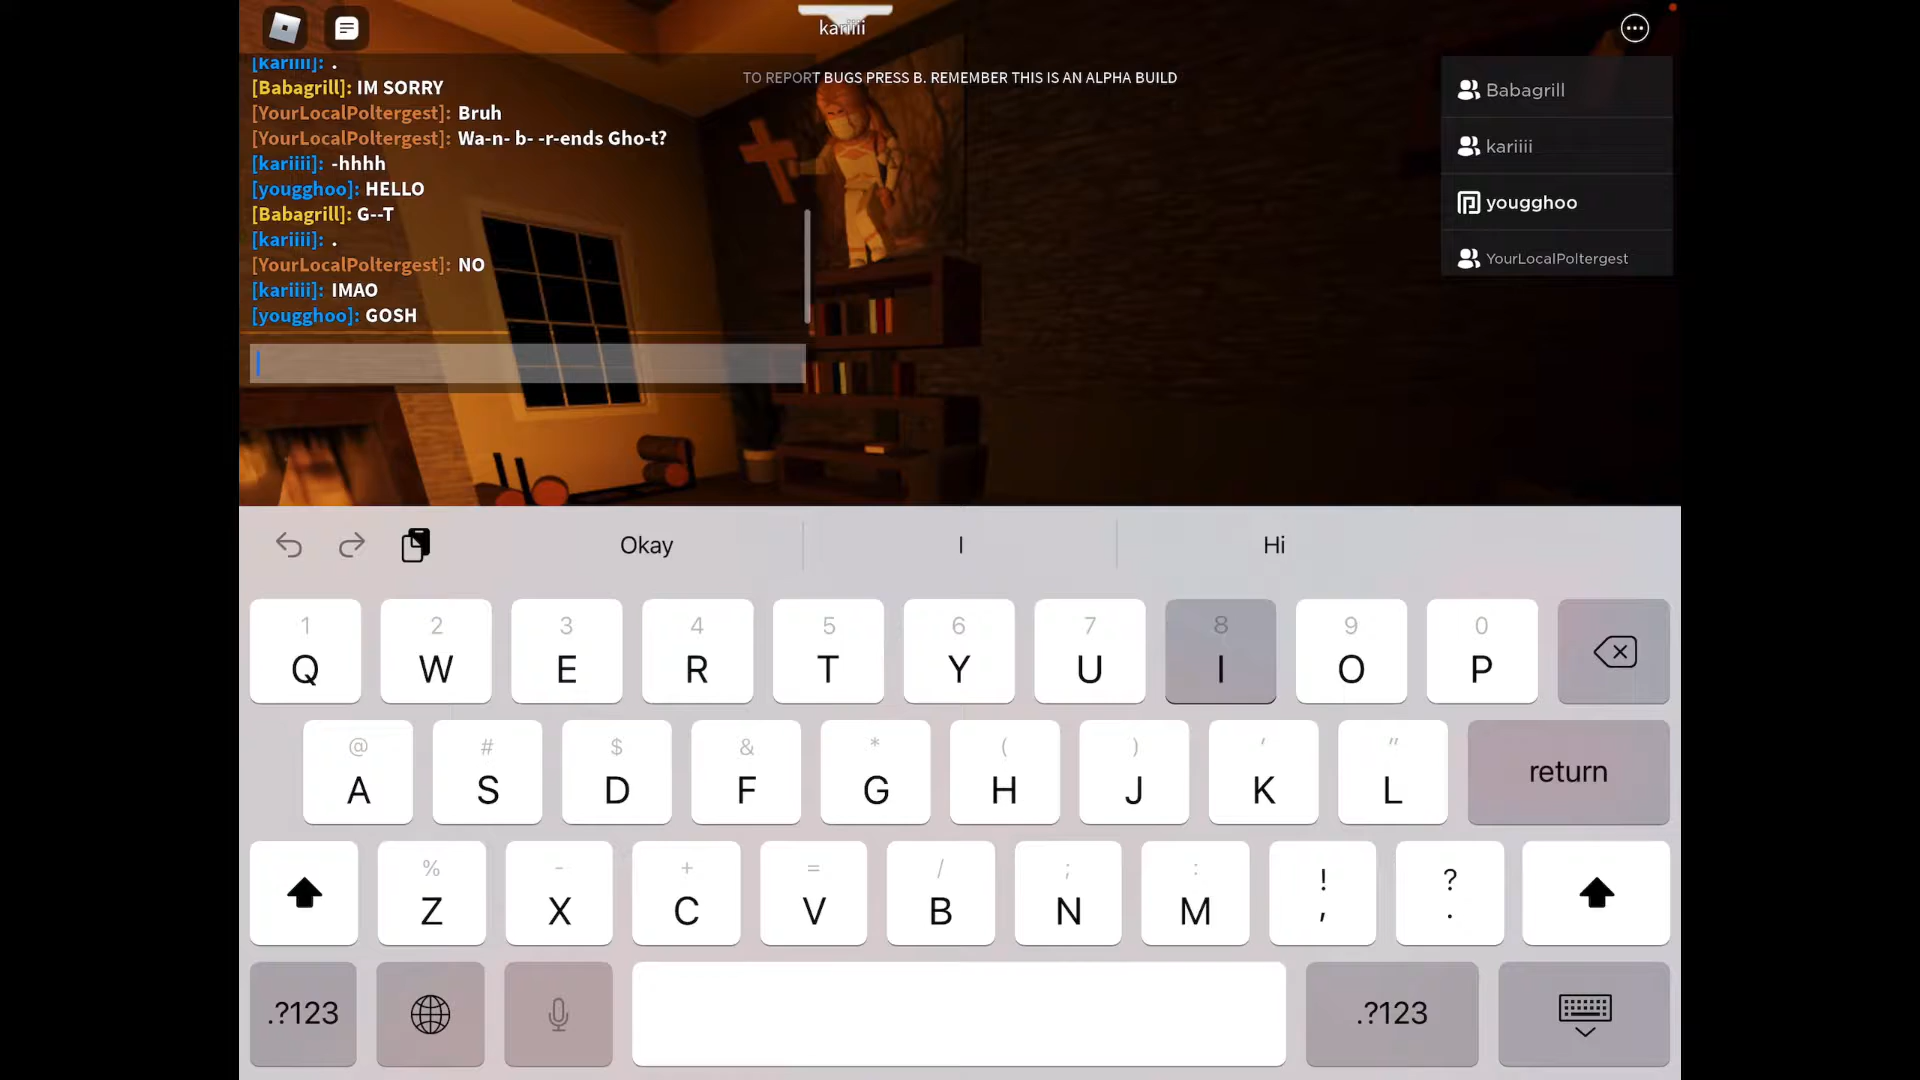 kariiii
TO REPORT BUGS PRESS B. REMEMBER THIS IS AN ALPHA BUILD
[kariiii]: .
[Babagrill]: IM SORRY
[YourLocalPoltergest]: Bruh
[YourLocalPoltergest]: Wa-n- b- -r-ends Gho-t?
[kariiii]: -hhhh
[yougghoo]: HELLO
[Babagrill]: G--T
[kariiii]: .
[YourLocalPoltergest]: NO
[kariiii]: IMAO
[yougghoo]: GOSH
Babagrill
kariiii
yougghoo
YourLocalPoltergest
Okay I Hi
1 2 3 4 5 6 7 8 9 0
Q W E R T Y U I O P
@ # $ & * ( ) ' "
A S D F G H J K L return
% - + = / ; : ! ?
Z X C V B N M , .
.?123 .?123